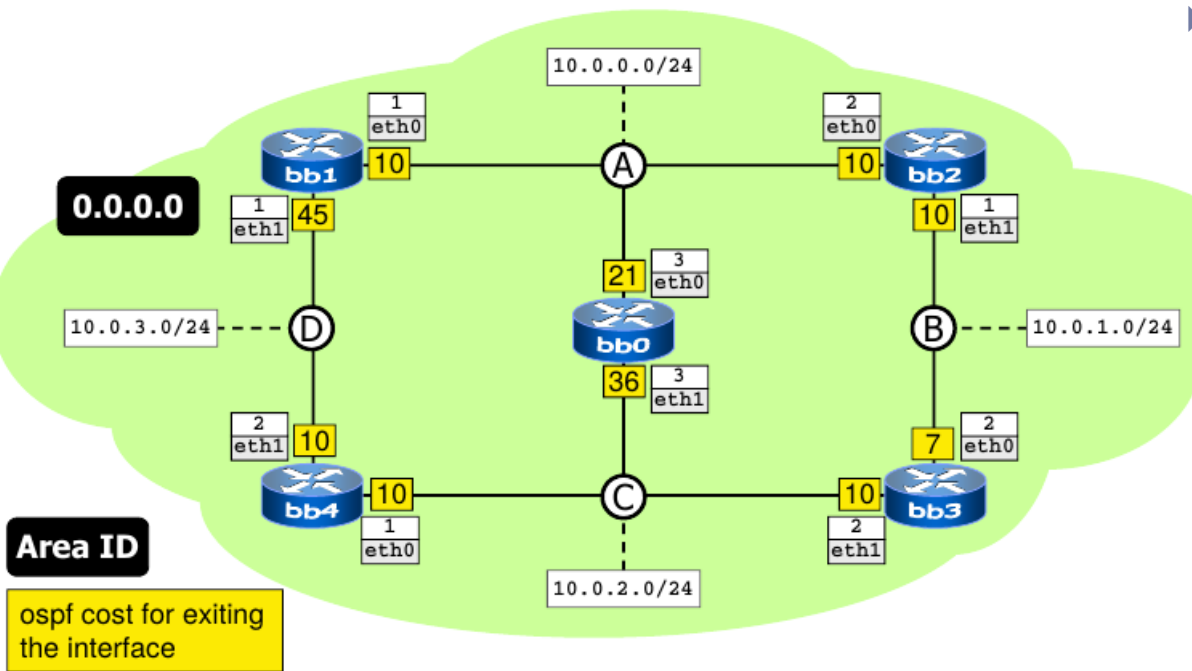 10.0.0.0/24
1
eth0
2
eth0
10
A
10
bb1
bb2
0.0.0.0
1
eth1
45
10
1
eth1
3
eth0
21
10.0.3.0/24
D
bb0
B
10.0.1.0/24
36
3
eth1
2
eth1
10
7
2
eth0
10
C
10
bb4
bb3
1
eth0
2
eth1
Area ID
10.0.2.0/24
ospf cost for exiting
the interface